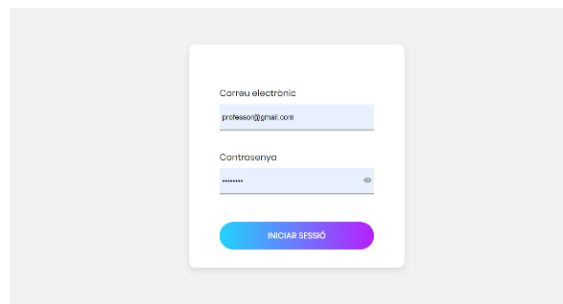 Correu electrònic
professor@gmail.com
Contrasenya
••••••••
INICIAR SESSIÓ